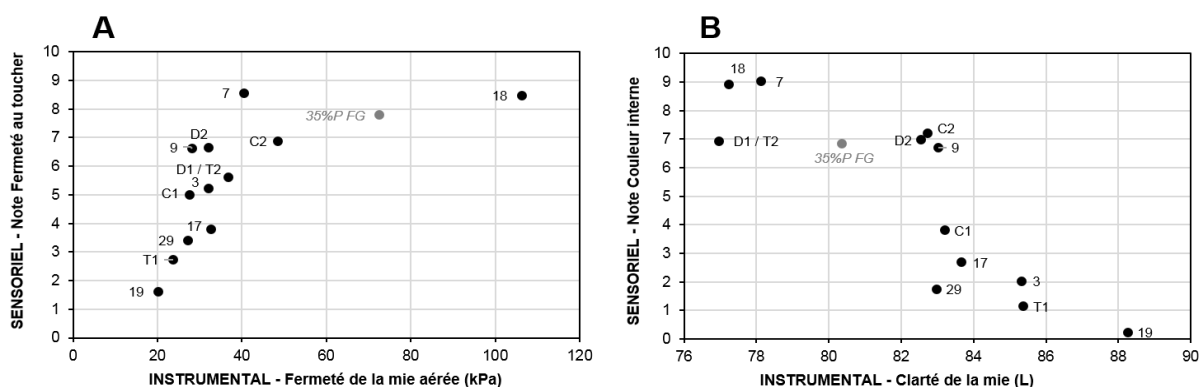 A
SENSORIEL - Note Fermeté au toucher
10
9
8
7
6
5
4
3
2
1
0
7
18
35%P FG
D2
C2
9
D1 / T2
3
C1
17
29
T1
19
0 20 40 60 80 100 120
INSTRUMENTAL - Fermeté de la mie aérée (kPa)
B
SENSORIEL - Note Couleur interne
10
9
8
7
6
5
4
3
2
1
0
18
7
D1 / T2
35%P FG
C2
D2
9
C1
17
29
3
T1
19
76 78 80 82 84 86 88 90
INSTRUMENTAL - Clarté de la mie (L)